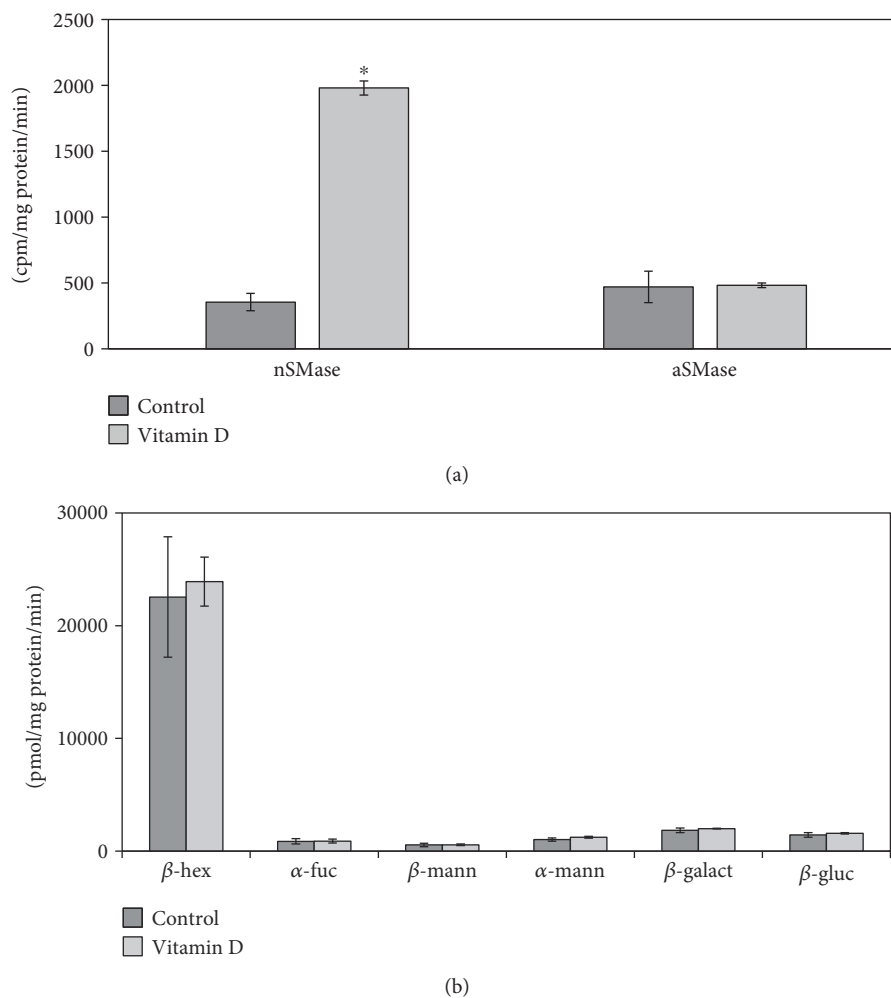 2500
*
2000
1500
1000
500
0
(cpm/mg protein/min)
nSMase aSMase
Control
Vitamin D
(a)
30000
20000
10000
0
(pmol/mg protein/min)
β-hex α-fuc β-mann α-mann β-galact β-gluc
Control
Vitamin D
(b)